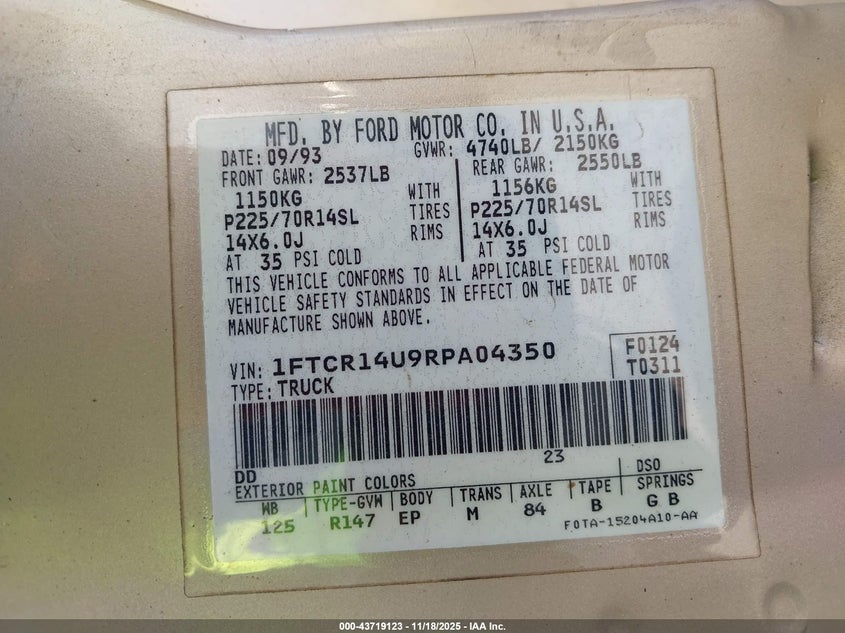 MFD. BY FORD MOTOR CO. IN U.S.A.
DATE: 09/93 GVWR: 4740LB/ 2150KG
FRONT GAWR: 2537LB REAR GAWR: 2550LB
1150KG WITH 1156KG WITH
P225/70R14SL TIRES P225/70R14SL TIRES
14X6.0J RIMS 14X6.0J RIMS
AT 35 PSI COLD AT 35 PSI COLD
THIS VEHICLE CONFORMS TO ALL APPLICABLE FEDERAL MOTOR
VEHICLE SAFETY STANDARDS IN EFFECT ON THE DATE OF
MANUFACTURE SHOWN ABOVE.
VIN: 1FTCR14U9RPA04350 F0124
TYPE: TRUCK T0311
23
DD
EXTERIOR PAINT COLORS DSO
WB TYPE-GVW BODY TRANS AXLE TAPE SPRINGS
125 R147 EP M 84 B G B
F0TA-15204A10-AA
000-43719123 - 11/18/2025 - IAA Inc.